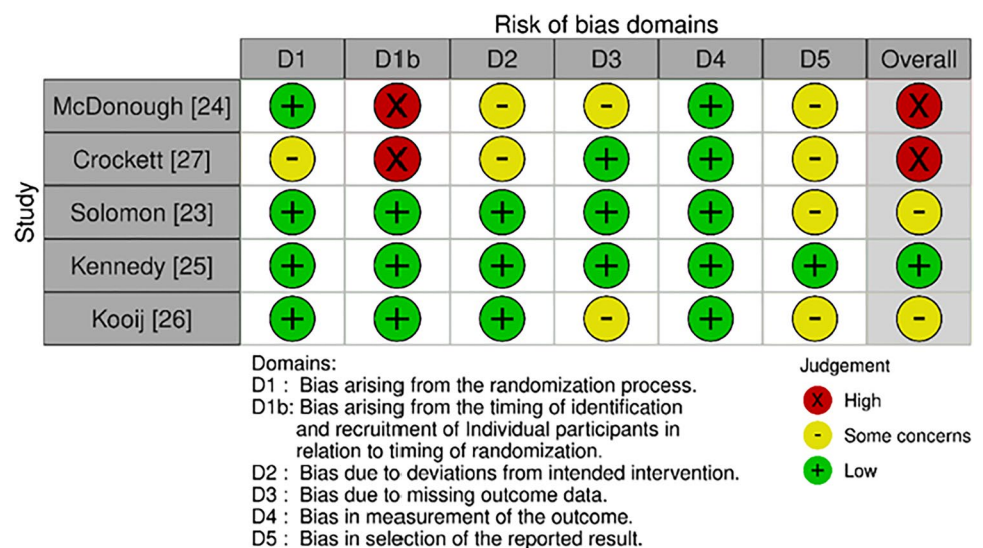 Risk of bias domains
D1 D1b D2 D3 D4 D5 Overall
Study
McDonough [24] + X - - + - X
Crockett [27] - X - + + - X
Solomon [23] + + + + + - -
Kennedy [25] + + + + + + +
Kooij [26] + + + - + - -
Domains:
D1 : Bias arising from the randomization process.
D1b: Bias arising from the timing of identification
and recruitment of Individual participants in
relation to timing of randomization.
D2 : Bias due to deviations from intended intervention.
D3 : Bias due to missing outcome data.
D4 : Bias in measurement of the outcome.
D5 : Bias in selection of the reported result.
Judgement
X High
- Some concerns
+ Low